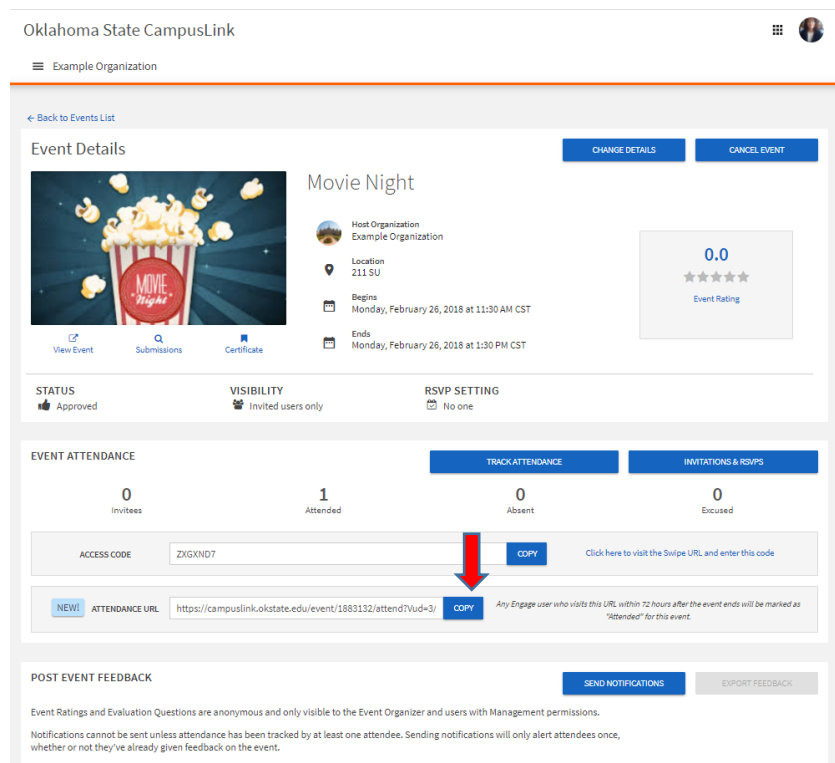 Oklahoma State CampusLink
Example Organization
← Back to Events List
Event Details
CHANGE DETAILS
CANCEL EVENT
MOVIE
Night
Movie Night
Host Organization
Example Organization
Location
211 SU
Begins
Monday, February 26, 2018 at 11:30 AM CST
Ends
Monday, February 26, 2018 at 1:30 PM CST
0.0
Event Rating
View Event
Submissions
Certificate
STATUS
Approved
VISIBILITY
Invited users only
RSVP SETTING
No one
EVENT ATTENDANCE
TRACK ATTENDANCE
INVITATIONS & RSVPS
0
Invitees
1
Attended
0
Absent
0
Excused
ACCESS CODE
ZXGXND7
COPY
Click here to visit the Swipe URL and enter this code
NEW!
ATTENDANCE URL
https://campuslink.okstate.edu/event/1883132/attend?Vud=3/
COPY
Any Engage user who visits this URL within 72 hours after the event ends will be marked as
"Attended" for this event.
POST EVENT FEEDBACK
SEND NOTIFICATIONS
EXPORT FEEDBACK
Event Ratings and Evaluation Questions are anonymous and only visible to the Event Organizer and users with Management permissions.
Notifications cannot be sent unless attendance has been tracked by at least one attendee. Sending notifications will only alert attendees once,
whether or not they've already given feedback on the event.